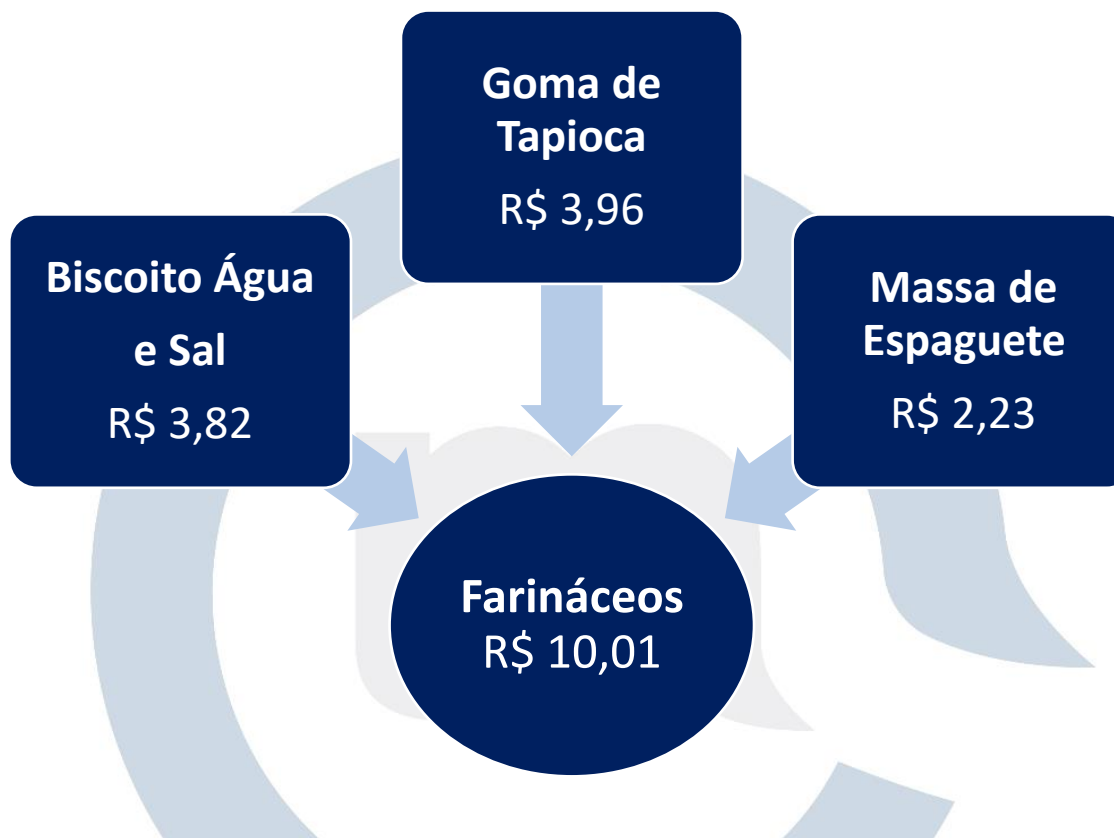 Goma de
Tapioca
R$ 3,96
Biscoito Água
e Sal
R$ 3,82
Massa de
Espaguete
R$ 2,23
Farináceos
R$ 10,01